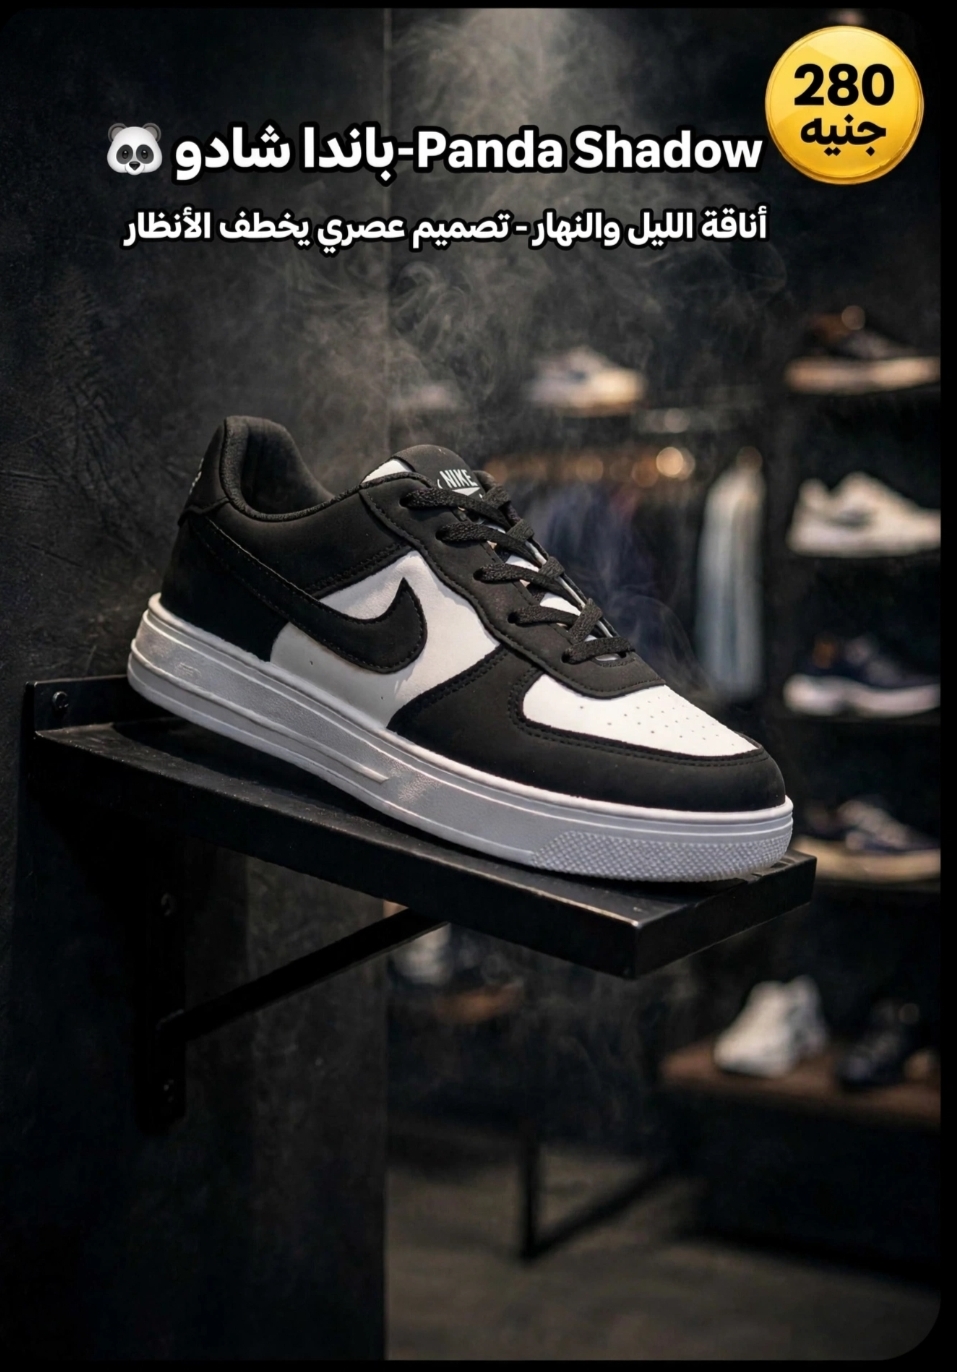 280
جنيه
Panda Shadow-باندا شادو 🐼
أناقة الليل والنهار - تصميم عصري يخطف الأنظار
NIKE